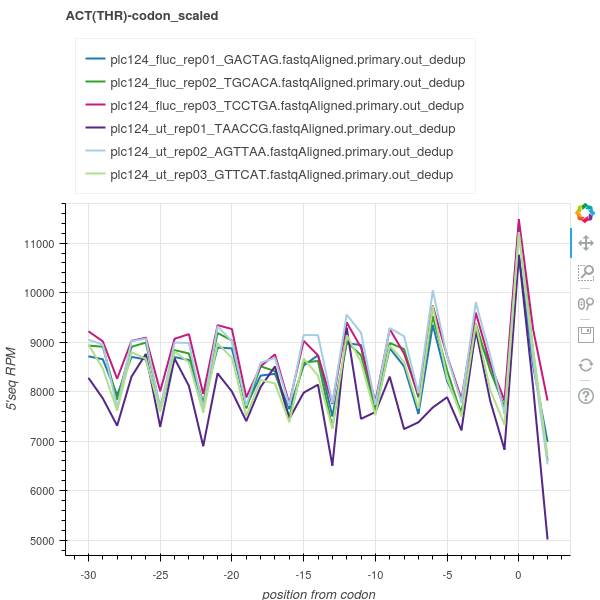 ACT(THR)-codon_scaled
plc124_fluc_rep01_GACTAG.fastqAligned.primary.out_dedup
plc124_fluc_rep02_TGCACA.fastqAligned.primary.out_dedup
plc124_fluc_rep03_TCCTGA.fastqAligned.primary.out_dedup
plc124_ut_rep01_TAACCG.fastqAligned.primary.out_dedup
plc124_ut_rep02_AGTTAA.fastqAligned.primary.out_dedup
plc124_ut_rep03_GTTCAT.fastqAligned.primary.out_dedup
11000
10000
9000
8000
7000
6000
5000
5'seq RPM
-30 -25 -20 -15 -10 -5 0
position from codon